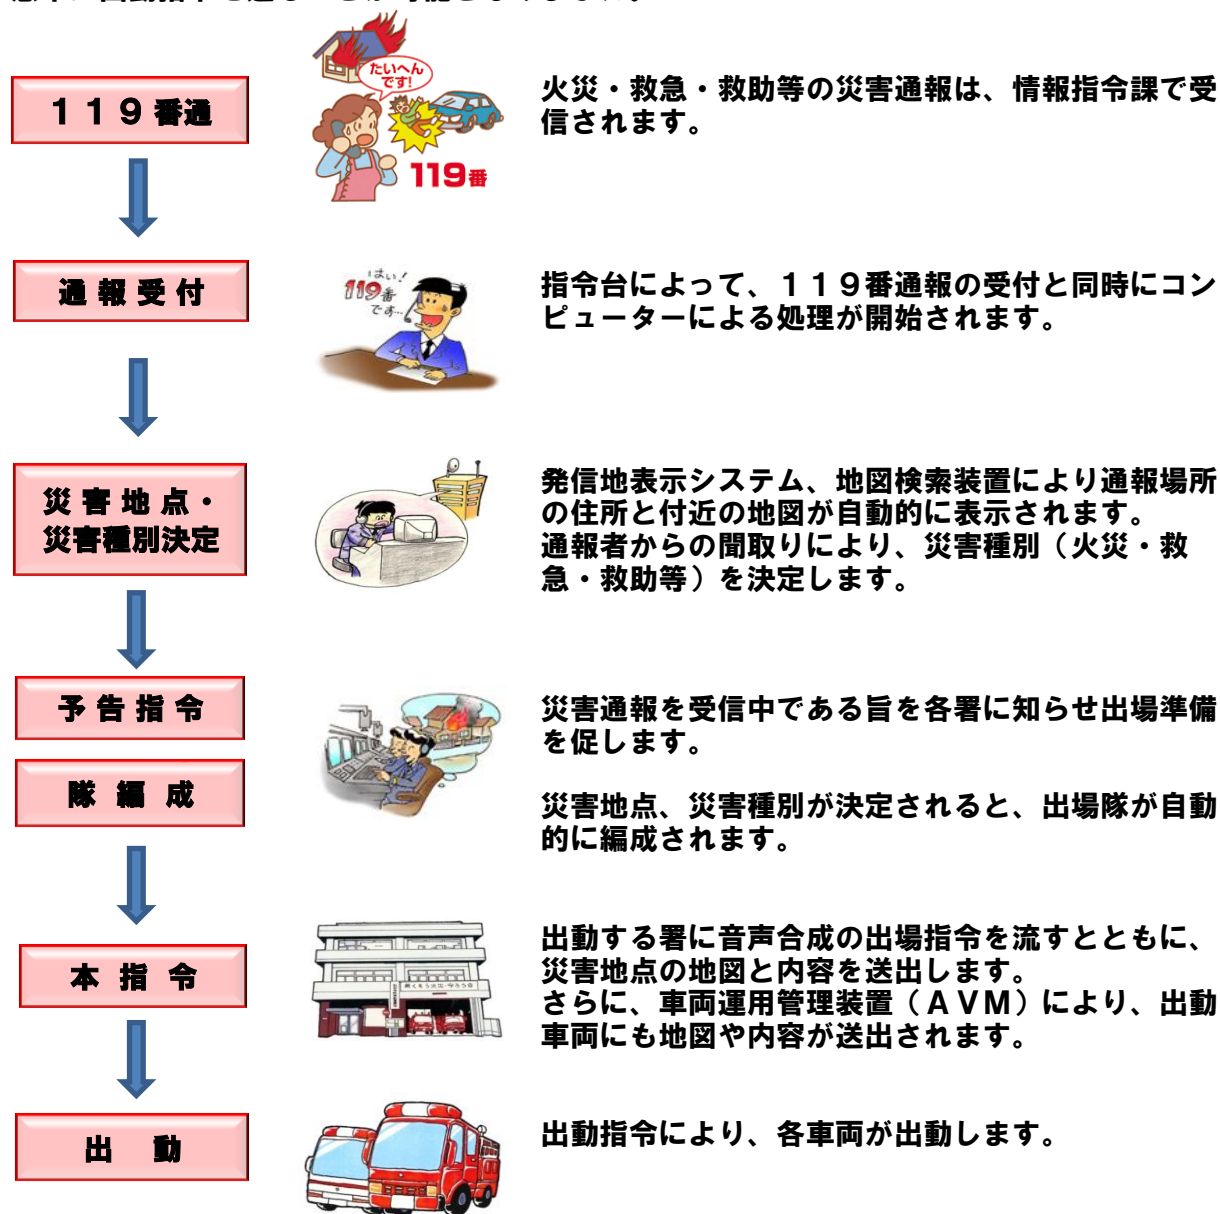 １１９番通
たいへん
です!
119番
火災・救急・救助等の災害通報は、情報指令課で受
信されます。
通報受付
はい!
119番
です…
指令台によって、１１９番通報の受付と同時にコン
ピューターによる処理が開始されます。
災害地点・
災害種別決定
発信地表示システム、地図検索装置により通報場所
の住所と付近の地図が自動的に表示されます。
通報者からの聞取りにより、災害種別（火災・救
急・救助等）を決定します。
予告指令
災害通報を受信中である旨を各署に知らせ出場準備
を促します。
隊編成
災害地点、災害種別が決定されると、出場隊が自動
的に編成されます。
本指令
出動する署に音声合成の出場指令を流すとともに、
災害地点の地図と内容を送出します。
さらに、車両運用管理装置（ＡＶＭ）により、出動
車両にも地図や内容が送出されます。
出動
出動指令により、各車両が出動します。